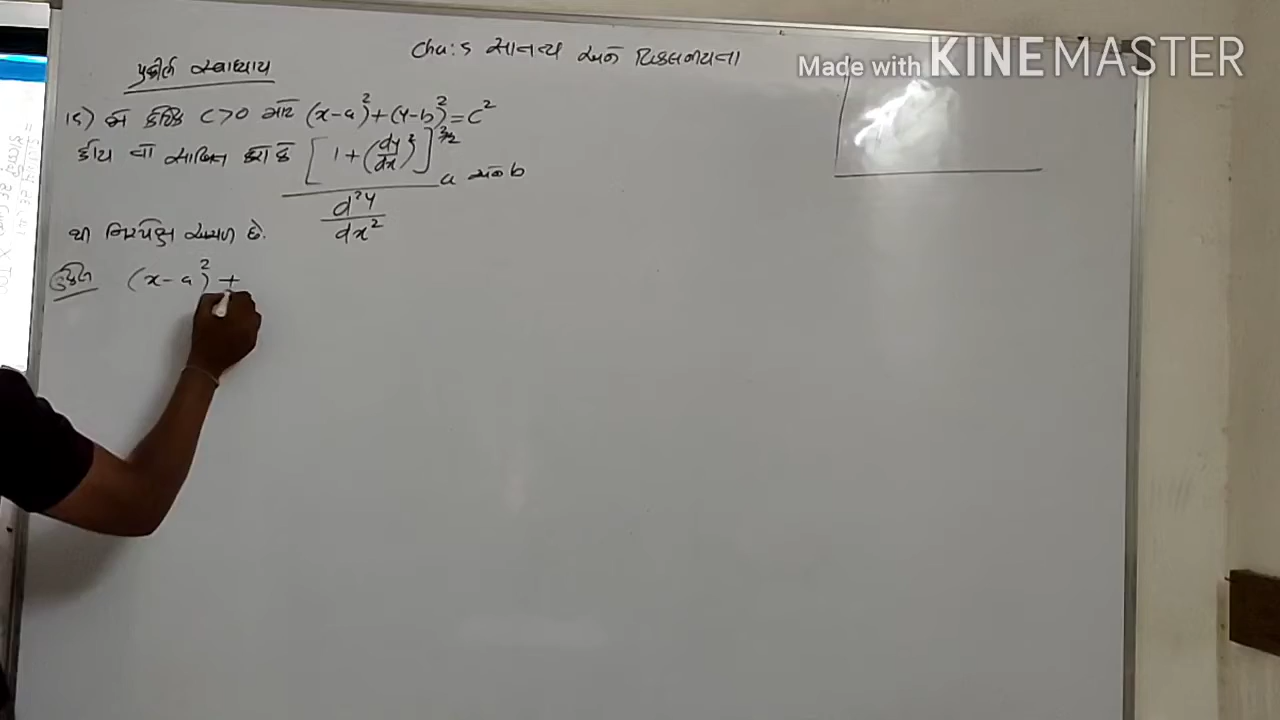 Made with KINEMASTER
Cha:5 સાતત્ય અને વિકલનીયતા
પ્રકીર્ણ સ્વાધ્યાય
15) જો કોઈક C>0 માટે (x-a)²+(y-b)²=c²
હોય તો સાબિત કરો કે [1+(dy/dx)²]^3/2 / d²y/dx² a અને b
થી નિરપેક્ષ અચળ છે.
ઉકેલ (x-a)² +